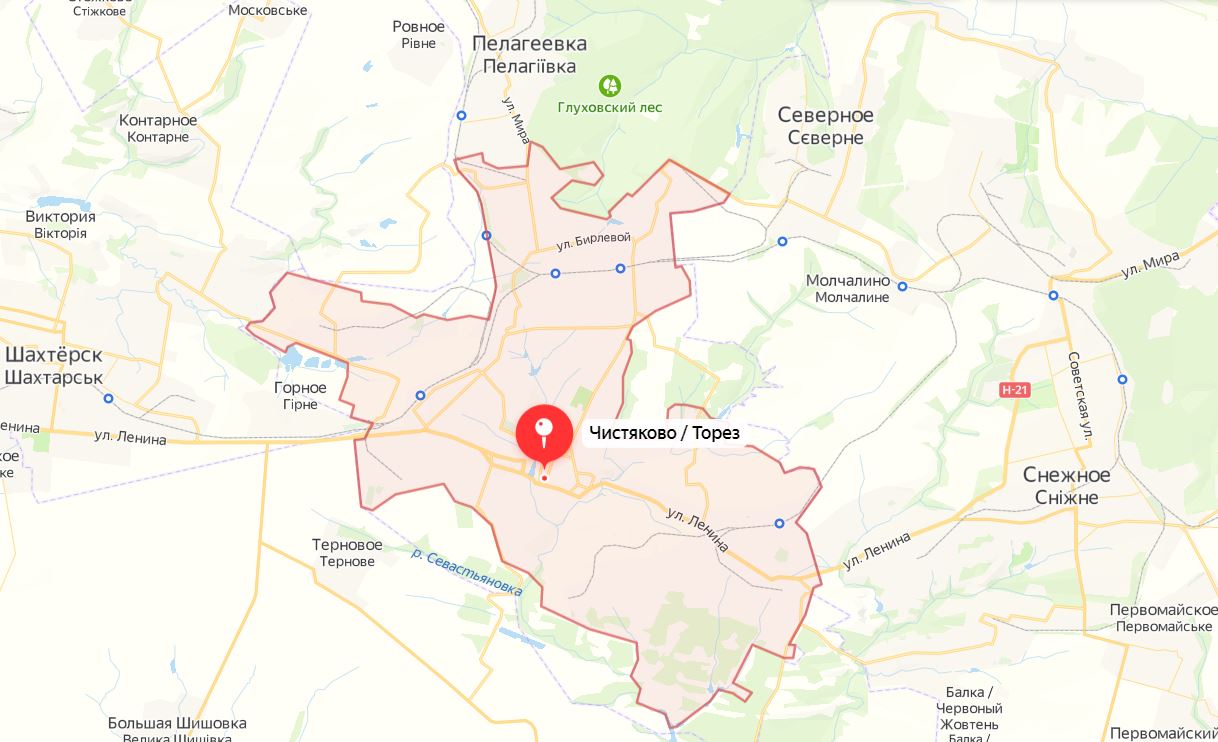 Стіжкове
Московське
Ровное
Рівне
Пелагеевка
Пелагіївка
ул. Мира
Глуховский лес
Северное
Сєверне
Контарное
Контарне
Виктория
Вікторія
ул. Бирлевой
Молчалино
Молчалине
ул. Мира
Шахтёрск
Шахтарськ
Горное
Гірне
Н-21
Советская ул.
ул. Ленина
Чистяково / Торез
Снежное
Сніжне
ул. Ленина
ул. Ленина
Терновое
Тернове
р. Севастьяновка
Первомайское
Первомайське
Балка /
Червоный
Жовтень
Балка /
Большая Шишовка
Велика Шишівка
Первомайский